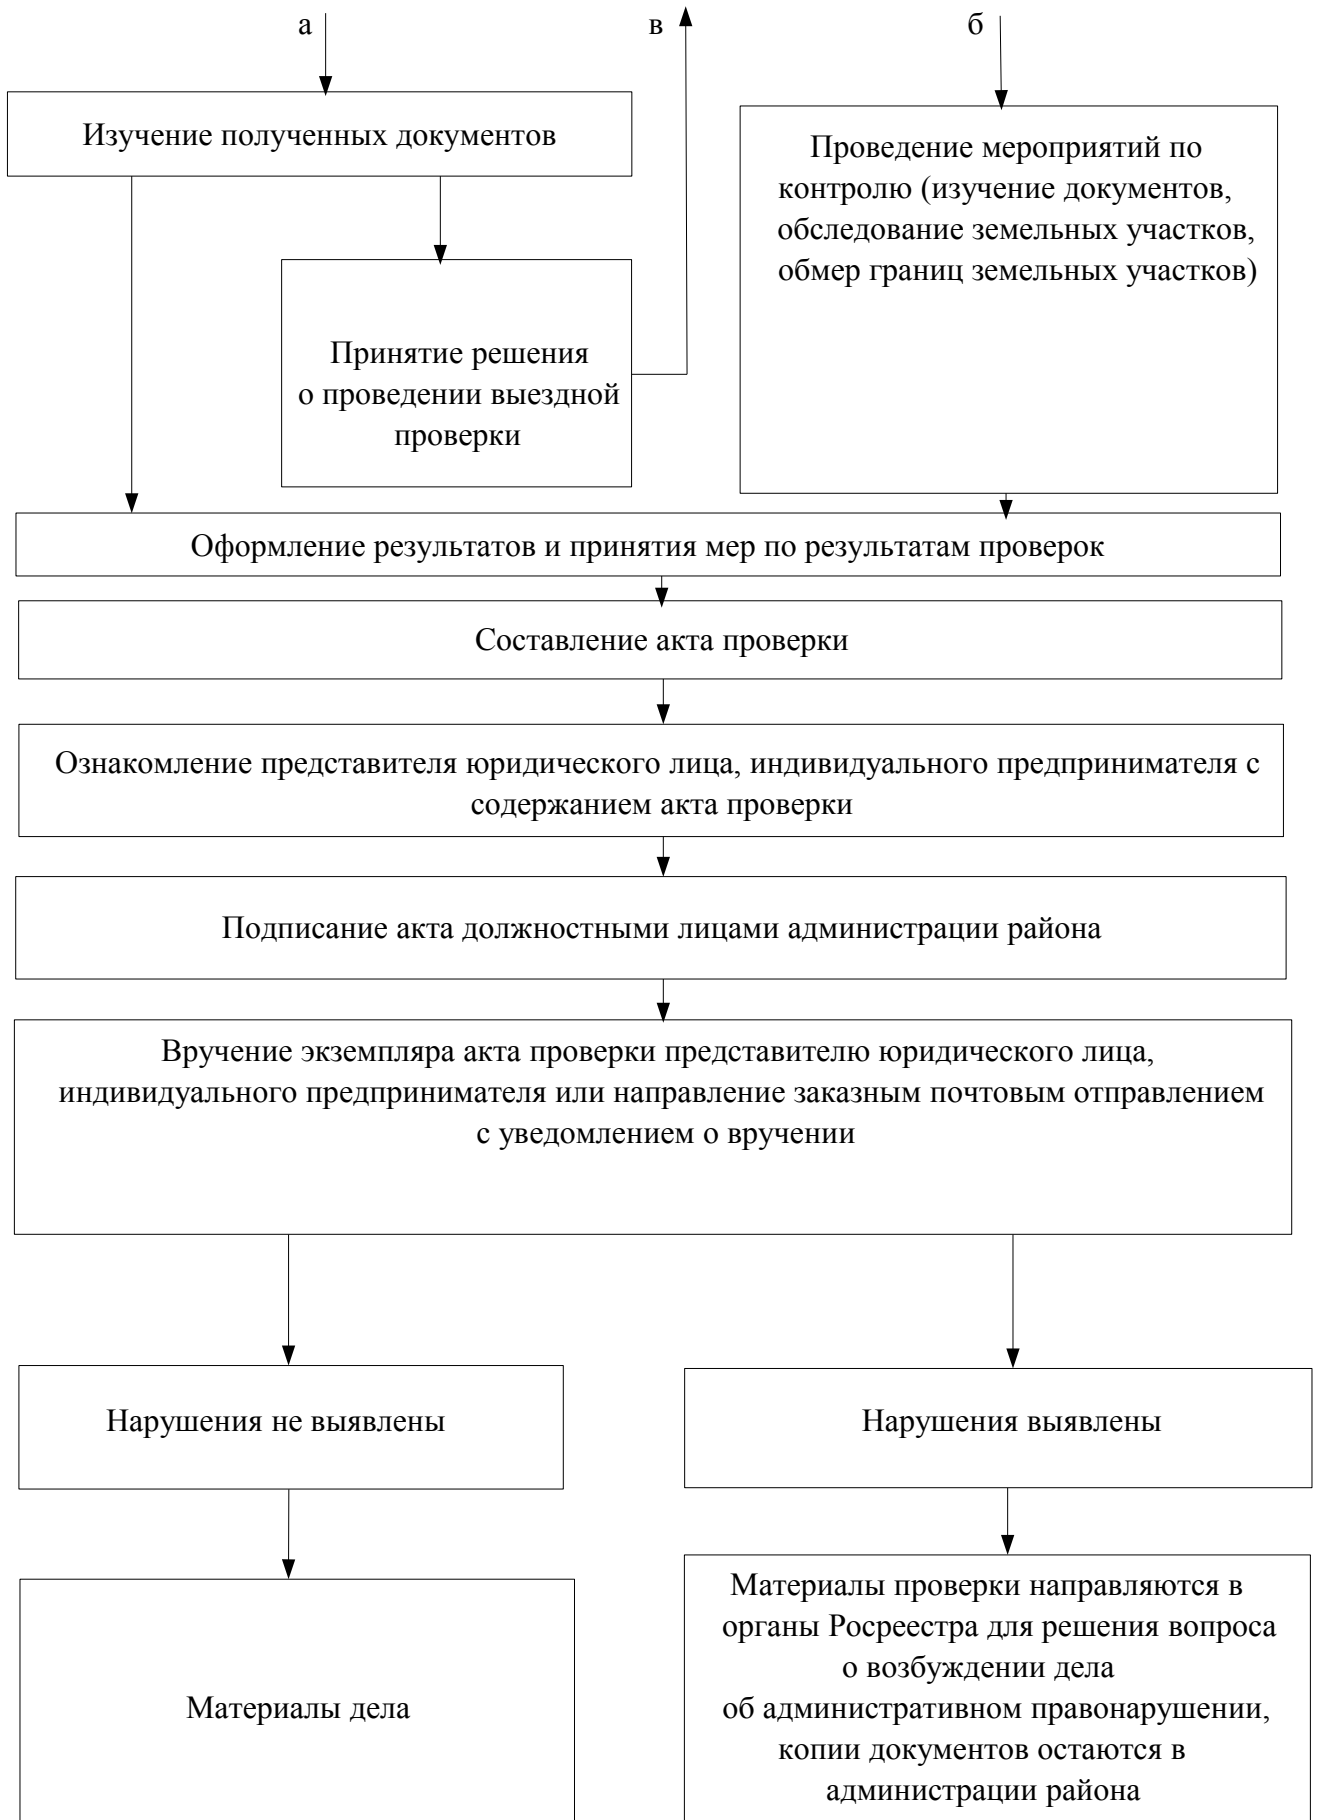 а
в
б
Изучение полученных документов
Проведение мероприятий по
контролю (изучение документов,
обследование земельных участков,
обмер границ земельных участков)
Принятие решения
о проведении выездной
проверки
Оформление результатов и принятия мер по результатам проверок
Составление акта проверки
Ознакомление представителя юридического лица, индивидуального предпринимателя с
содержанием акта проверки
Подписание акта должностными лицами администрации района
Вручение экземпляра акта проверки представителю юридического лица,
индивидуального предпринимателя или направление заказным почтовым отправлением
с уведомлением о вручении
Нарушения не выявлены
Нарушения выявлены
Материалы дела
Материалы проверки направляются в
органы Росреестра для решения вопроса
о возбуждении дела
об административном правонарушении,
копии документов остаются в
администрации района